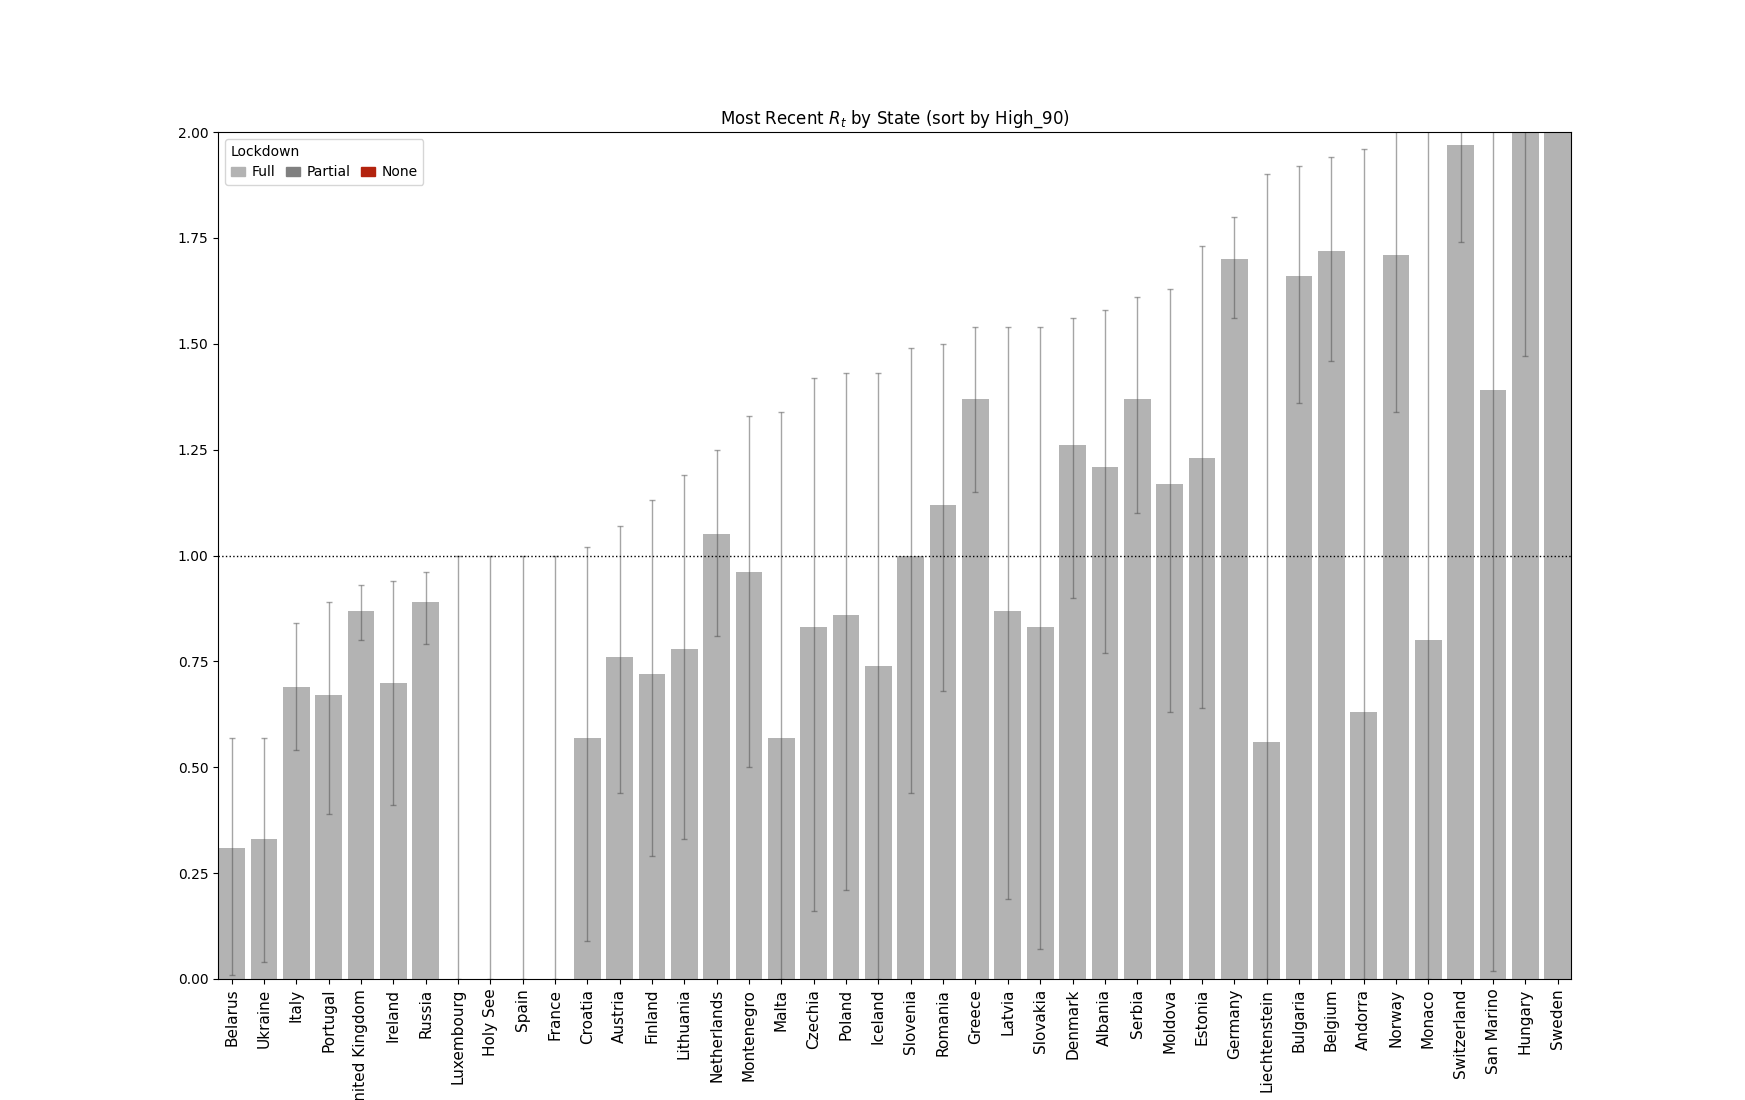 Most Recent R_t by State (sort by High_90)
2.00
1.75
1.50
1.25
1.00
0.75
0.50
0.25
0.00
Lockdown
Full Partial None
Belarus
Ukraine
Italy
Portugal
nited Kingdom
Ireland
Russia
Luxembourg
Holy See
Spain
France
Croatia
Austria
Finland
Lithuania
Netherlands
Montenegro
Malta
Czechia
Poland
Iceland
Slovenia
Romania
Greece
Latvia
Slovakia
Denmark
Albania
Serbia
Moldova
Estonia
Germany
Liechtenstein
Bulgaria
Belgium
Andorra
Norway
Monaco
Switzerland
San Marino
Hungary
Sweden